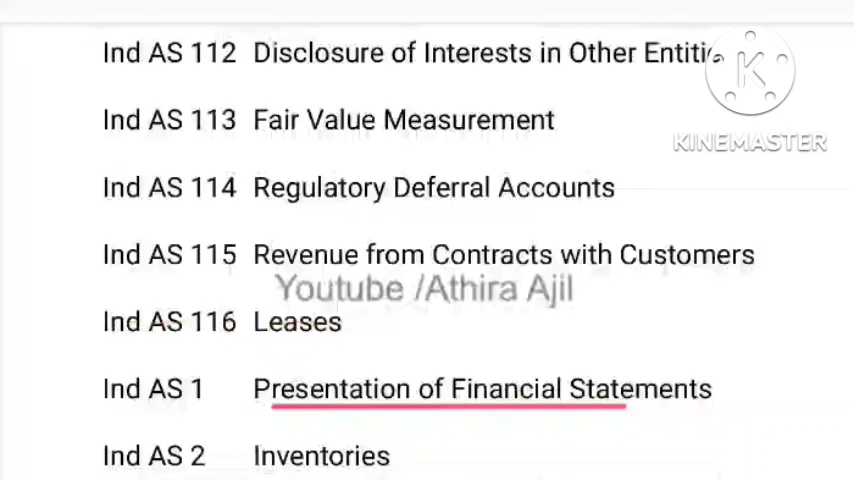 Ind AS 112 Disclosure of Interests in Other Entitie
KINEMASTER
Ind AS 113 Fair Value Measurement
Ind AS 114 Regulatory Deferral Accounts
Ind AS 115 Revenue from Contracts with Customers
Youtube /Athira Ajil
Ind AS 116 Leases
Ind AS 1 Presentation of Financial Statements
Ind AS 2 Inventories